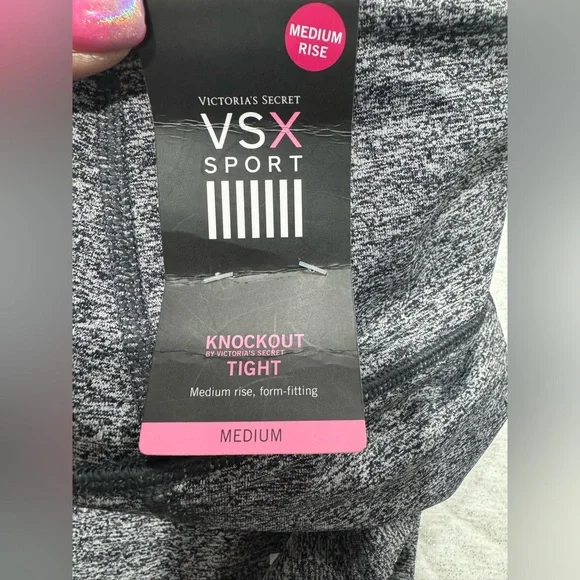 MEDIUM
RISE
VICTORIA'S SECRET
VSX
SPORT
KNOCKOUT
BY VICTORIA'S SECRET
TIGHT
Medium rise, form-fitting
MEDIUM